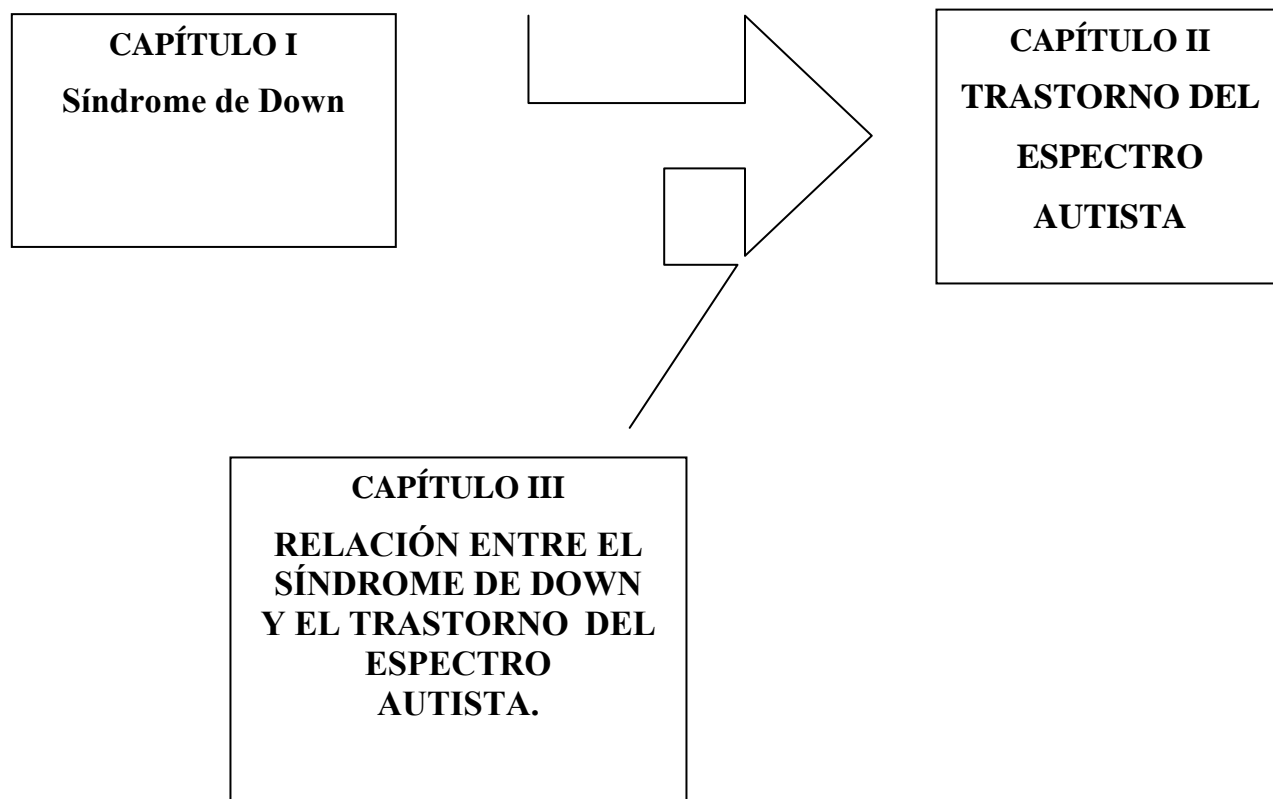 CAPÍTULO I
Síndrome de Down
CAPÍTULO II
TRASTORNO DEL
ESPECTRO
AUTISTA
CAPÍTULO III
RELACIÓN ENTRE EL
SÍNDROME DE DOWN
Y EL TRASTORNO DEL
ESPECTRO
AUTISTA.